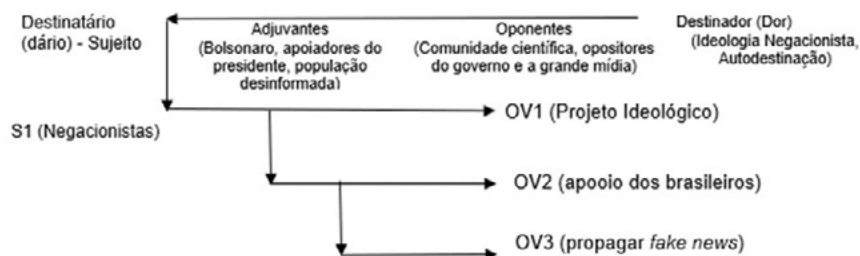 Destinatário
(dário) - Sujeito
Adjuvantes
(Bolsonaro, apoiadores do
presidente, população
desinformada)
Oponentes
(Comunidade científica, opositores
do governo e a grande mídia)
Destinador (Dor)
(Ideologia Negacionista,
Autodestinação)
S1 (Negacionistas)
OV1 (Projeto Ideológico)
OV2 (apooio dos brasileiros)
OV3 (propagar fake news)